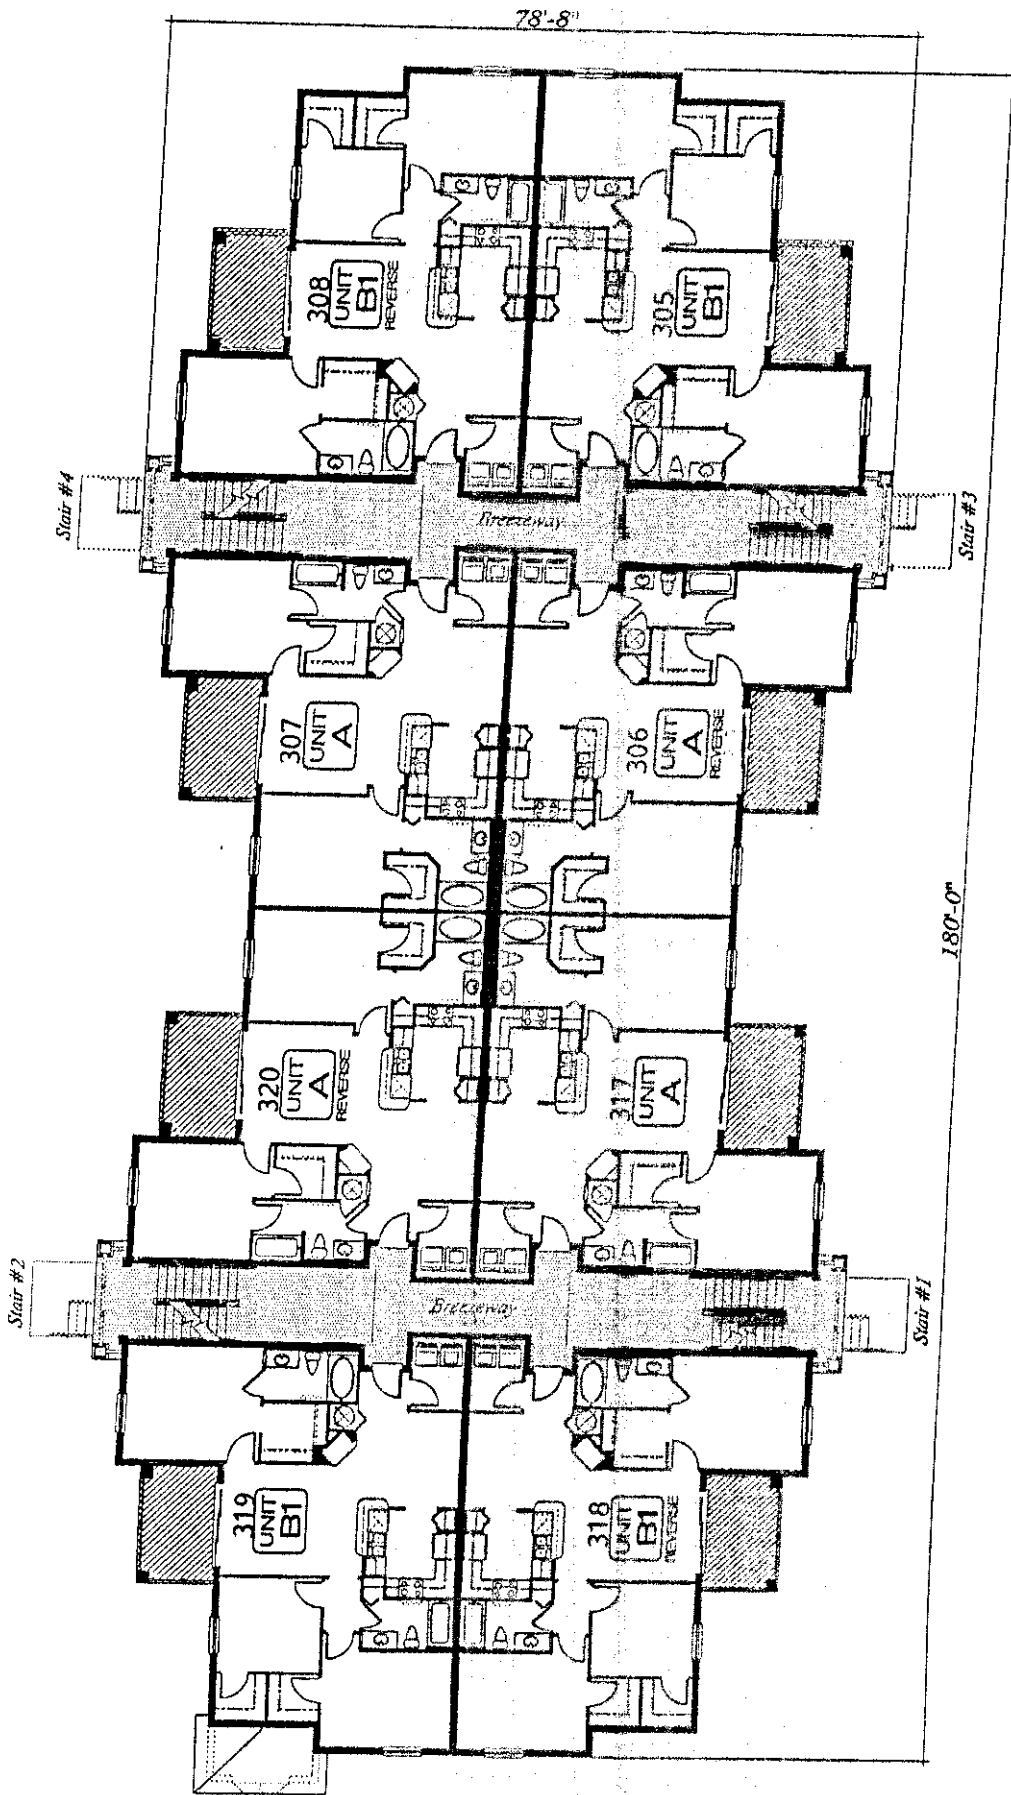 78'-8"
308
UNIT
B1
REVERSE
305
UNIT
B1
Stair #4
Breezeway
Stair #3
307
UNIT
A
306
UNIT
A
REVERSE
180'-0"
320
UNIT
A
REVERSE
317
UNIT
A
Stair #2
Breezeway
Stair #1
319
UNIT
B1
318
UNIT
B1
REVERSE